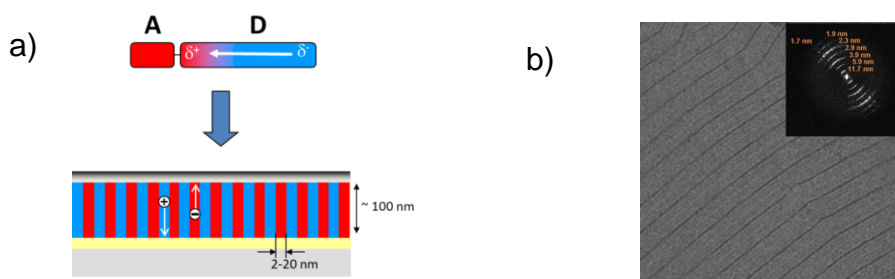 a)
A D
δ+ δ-
+
−
~ 100 nm
2-20 nm
b)
1.9 nm
1.7 nm 2.3 nm
2.9 nm
3.9 nm
5.9 nm
11.7 nm